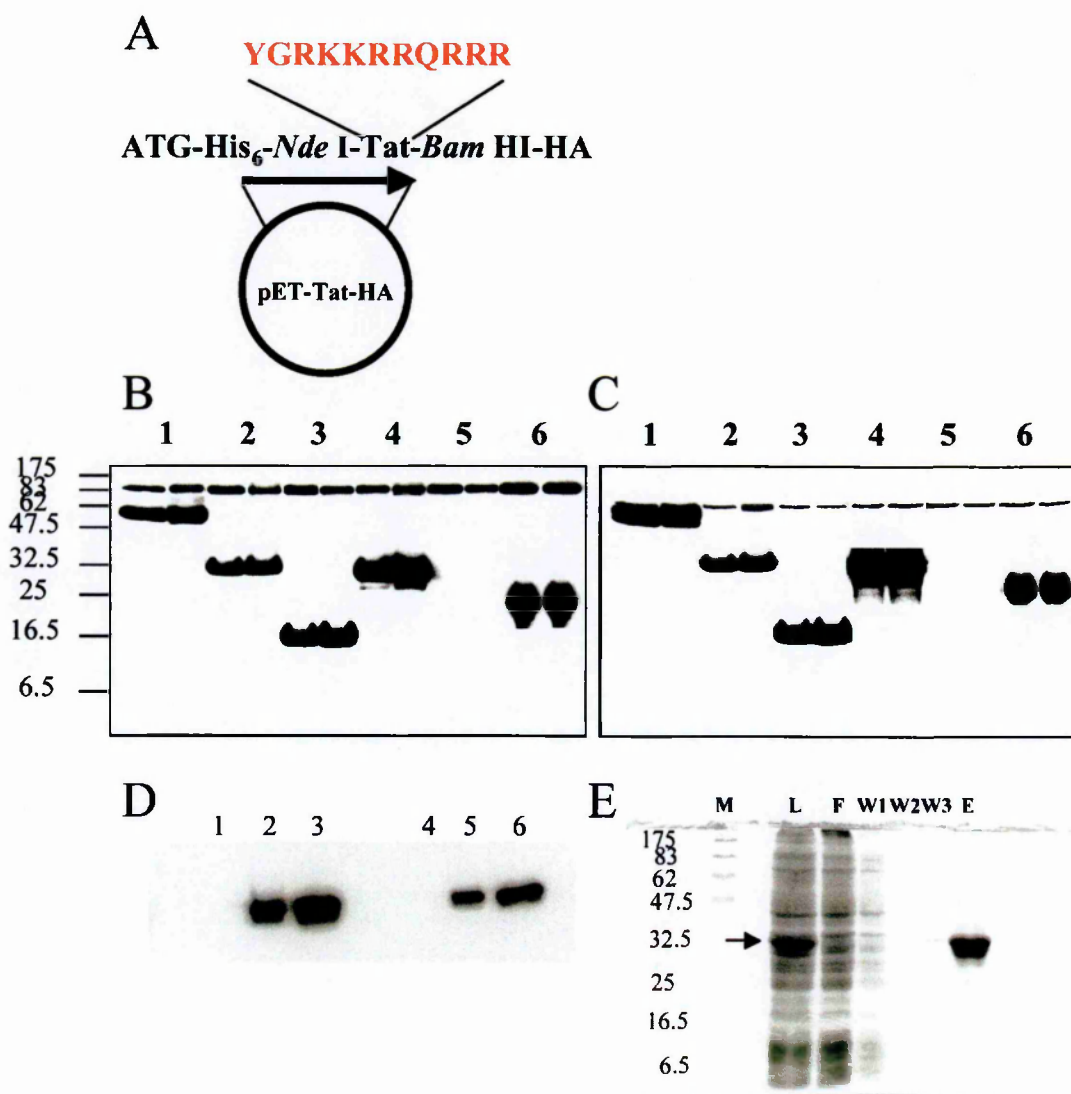 A
YGRKKRRQRRR
ATG-His6-Nde I-Tat-Bam HI-HA
pET-Tat-HA
B
1 2 3 4 5 6
175
83
62
47.5
32.5
25
16.5
6.5
C
1 2 3 4 5 6
D
1 2 3 4 5 6
E
M L F W1 W2 W3 E
175
83
62
47.5
32.5
25
16.5
6.5